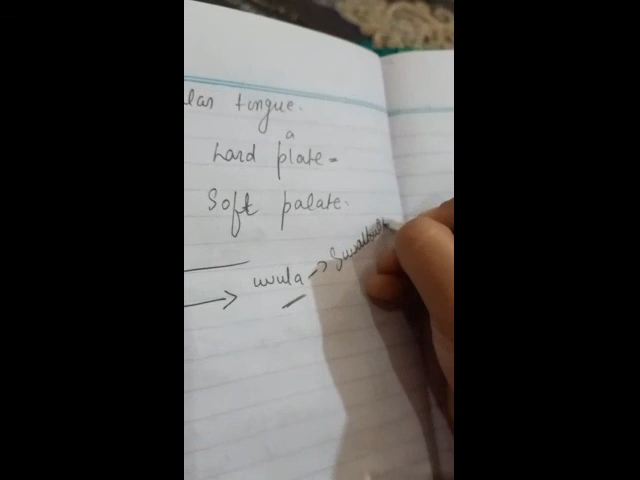 lar tongue.
a
hard plate -
Soft palate.
uvula →